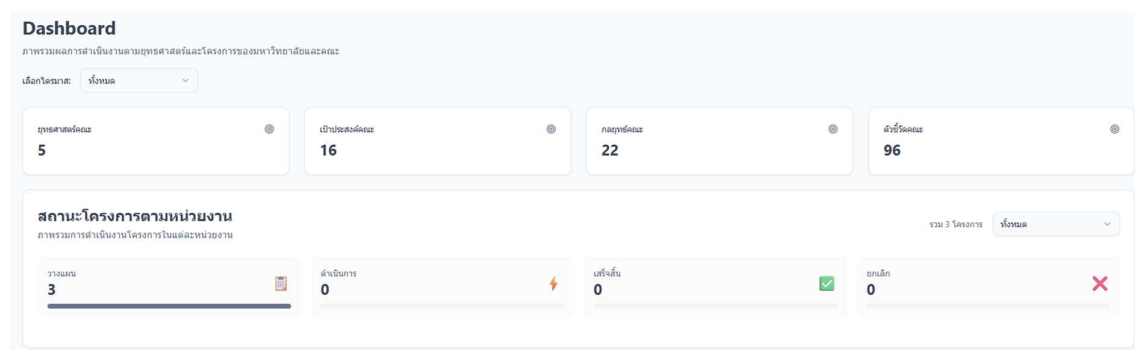 Dashboard
ภาพรวมผลการดำเนินงานตามยุทธศาสตร์และโครงการของมหาวิทยาลัยและคณะ
เลือกไตรมาส: ทั้งหมด
ยุทธศาสตร์คณะ
5
เป้าประสงค์คณะ
16
กลยุทธ์คณะ
22
ตัวชี้วัดคณะ
96
สถานะโครงการตามหน่วยงาน
ภาพรวมการดำเนินงานโครงการในแต่ละหน่วยงาน
รวม 3 โครงการ ทั้งหมด
วางแผน
3
ดำเนินการ
0
เสร็จสิ้น
0
ยกเลิก
0